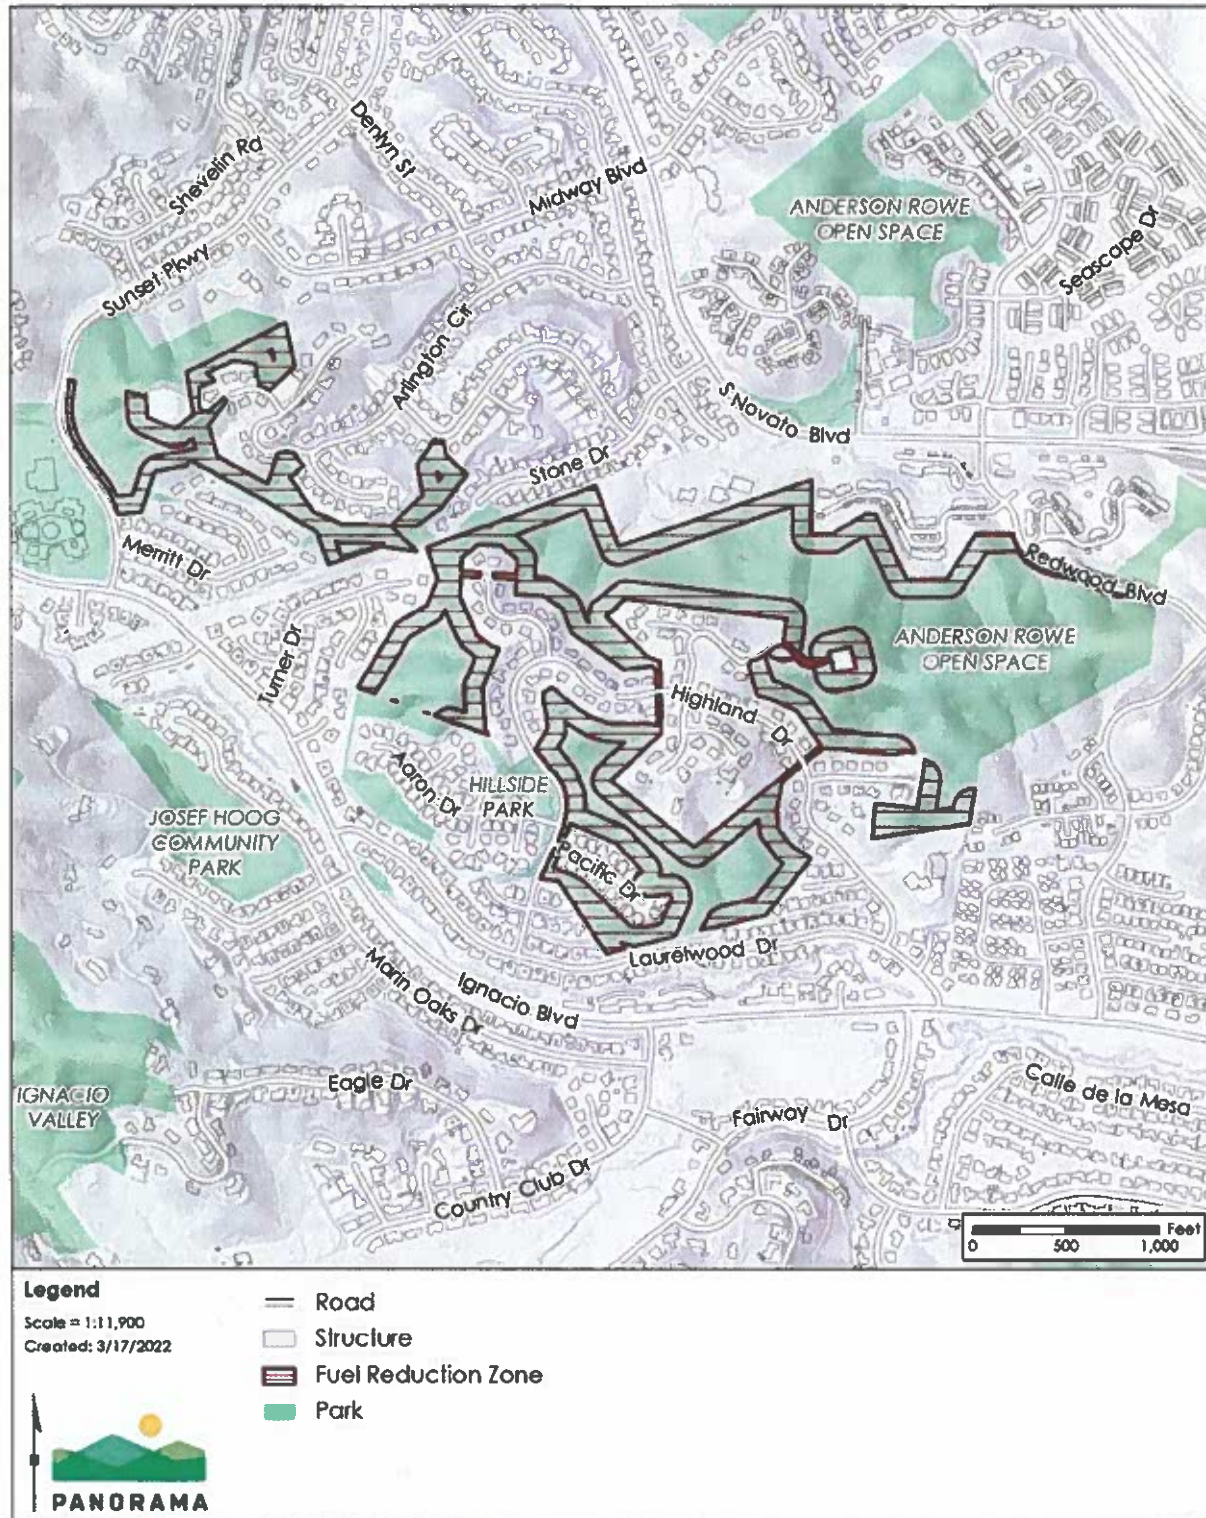 Denlyn St
Shevelin Rd
Midway Blvd
ANDERSON ROWE
OPEN SPACE
Seascape Dr
Sunset Pkwy
Arlington Cir
S Novato Blvd
Stone Dr
Merritt Dr
Redwood Blvd
ANDERSON ROWE
OPEN SPACE
Turner Dr
Highland Dr
Aaron Dr
HILLSIDE
PARK
JOSEF HOOG
COMMUNITY
PARK
Pacific Dr
Laurelwood Dr
Marin Oaks Dr
Ignacio Blvd
Eagle Dr
IGNACIO
VALLEY
Calle de la Mesa
Fairway Dr
Country Club Dr
Feet
0 500 1,000
Legend
Scale = 1:11,900
Created: 3/17/2022
Road
Structure
Fuel Reduction Zone
Park
PANORAMA